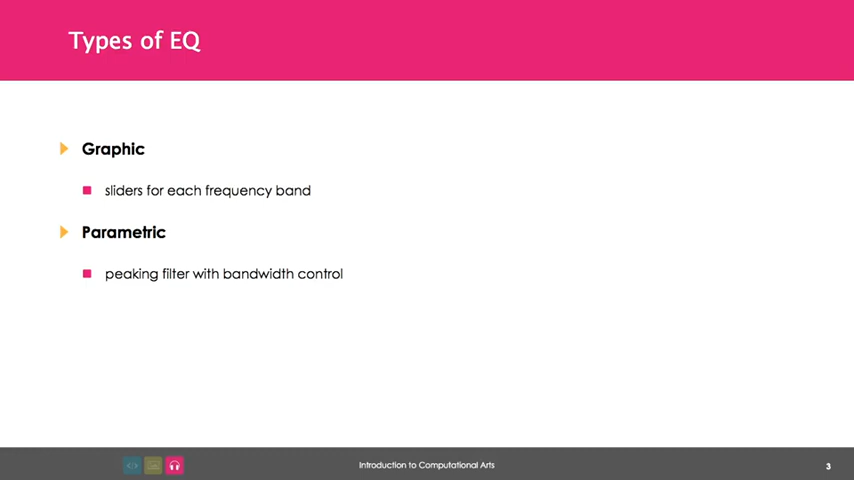 Types of EQ
Graphic
sliders for each frequency band
Parametric
peaking filter with bandwidth control
Introduction to Computational Arts
3